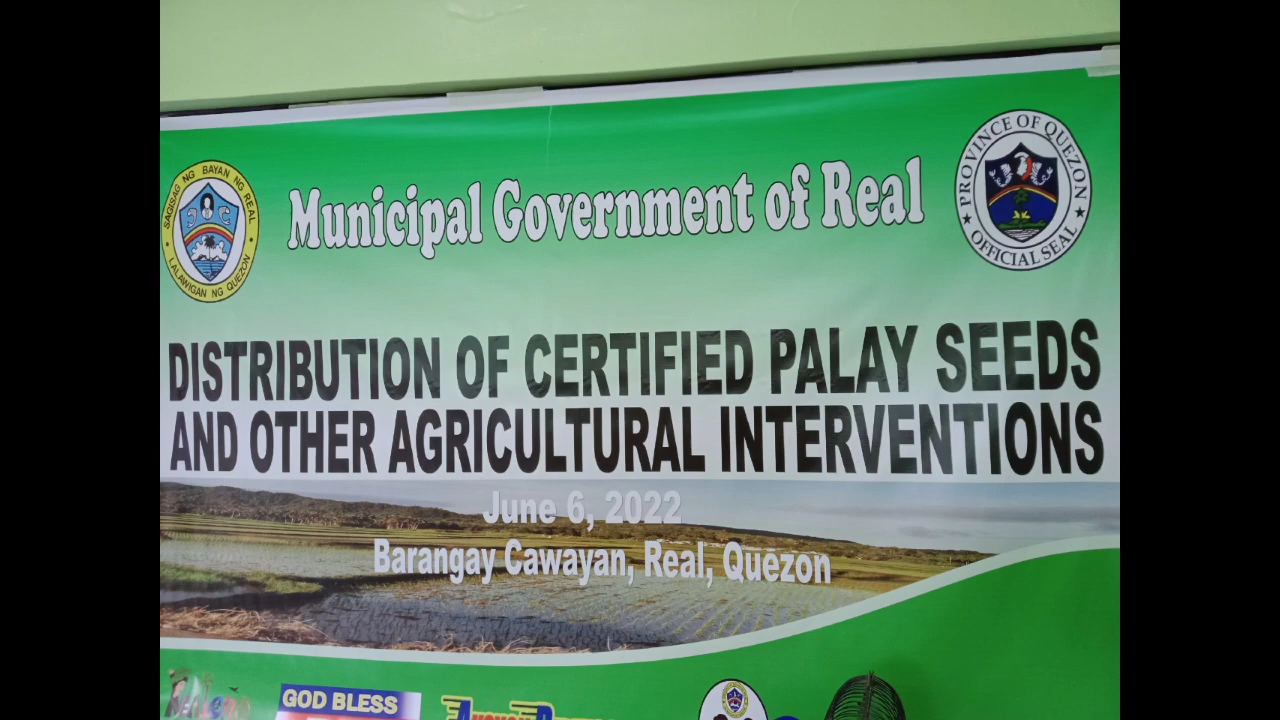 SAGISAG NG BAYAN NG REAL
LALAWIGAN NG QUEZON
Municipal Government of Real
PROVINCE OF QUEZON
OFFICIAL SEAL
DISTRIBUTION OF CERTIFIED PALAY SEEDS
AND OTHER AGRICULTURAL INTERVENTIONS
June 6, 2022
Barangay Cawayan, Real, Quezon
GOD BLESS